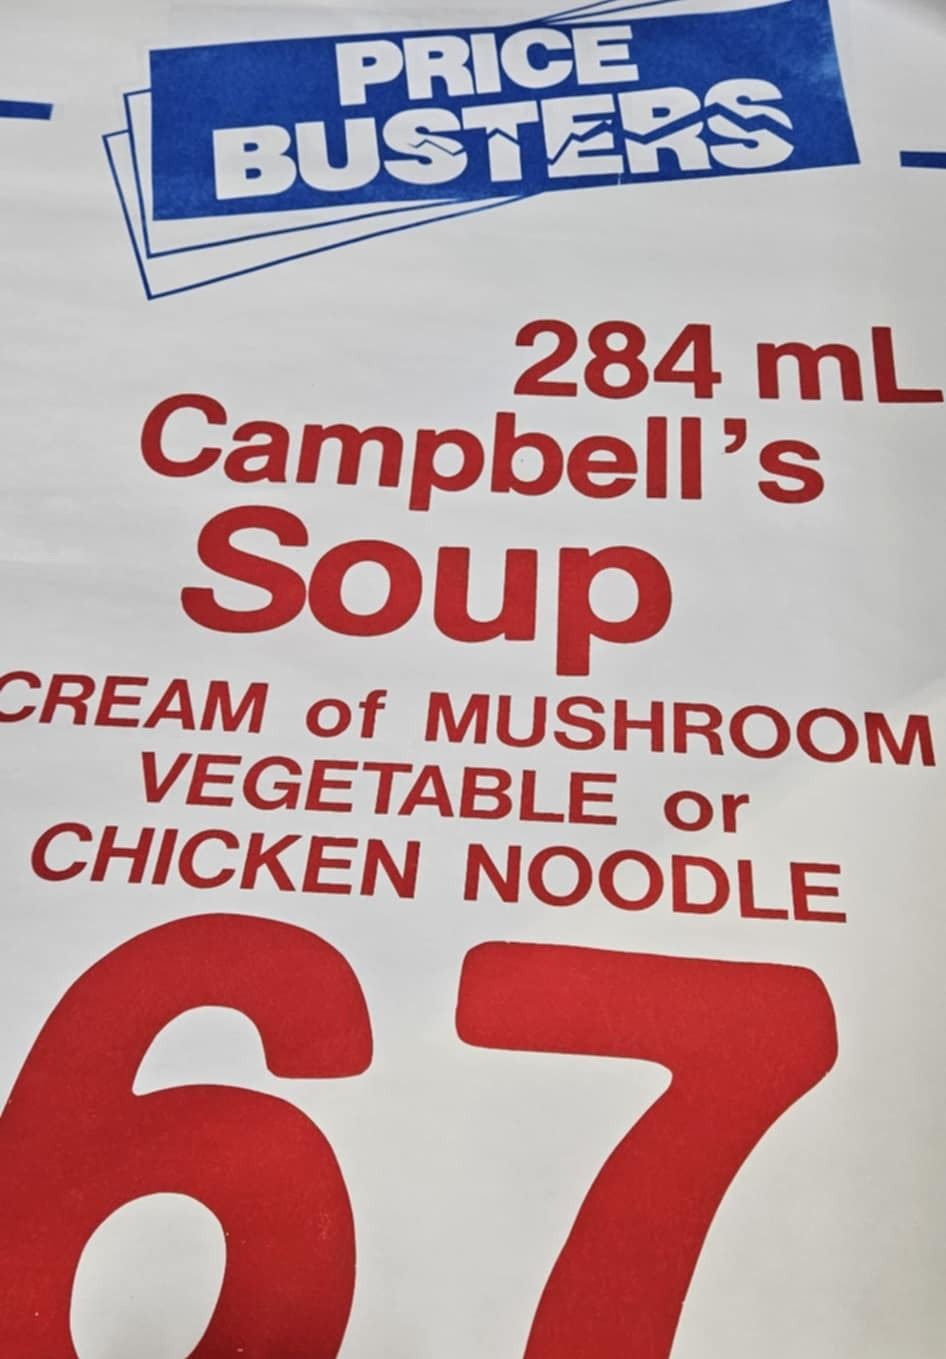 PRICE
BUSTERS
284 mL
Campbell's
Soup
CREAM of MUSHROOM
VEGETABLE or
CHICKEN NOODLE
67